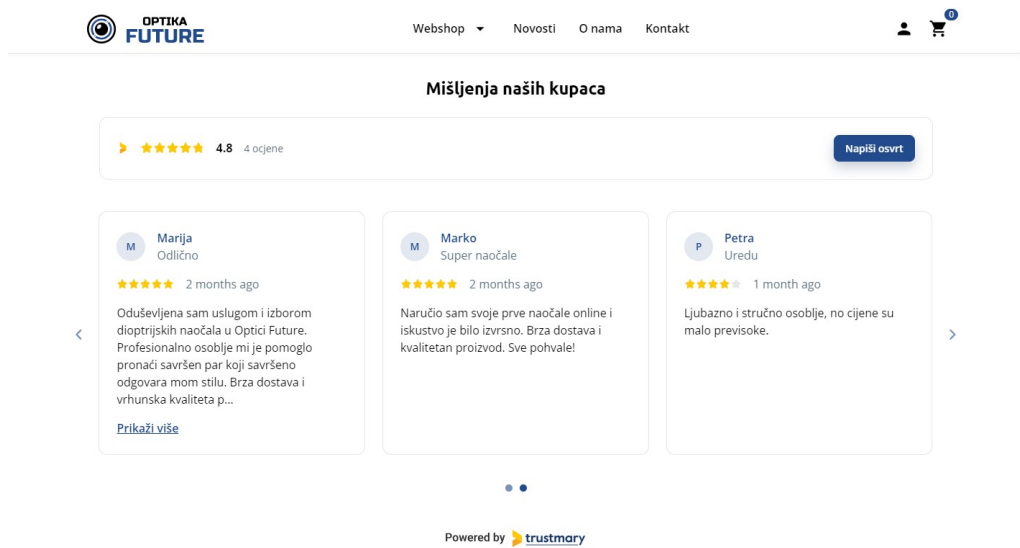 OPTIKA
FUTURE
Webshop
Novosti
O nama
Kontakt
0
Mišljenja naših kupaca
4.8
4 ocjene
Napiši osvrt
M
Marija
Odlično
2 months ago
Oduševljena sam uslugom i izborom
dioptrijskih naočala u Optici Future.
Profesionalno osoblje mi je pomoglo
pronaći savršen par koji savršeno
odgovara mom stilu. Brza dostava i
vrhunska kvaliteta p...
Prikaži više
M
Marko
Super naočale
2 months ago
Naručio sam svoje prve naočale online i
iskustvo je bilo izvrsno. Brza dostava i
kvalitetan proizvod. Sve pohvale!
P
Petra
Uredu
1 month ago
Ljubazno i stručno osoblje, no cijene su
malo previsoke.
Powered by trustmary